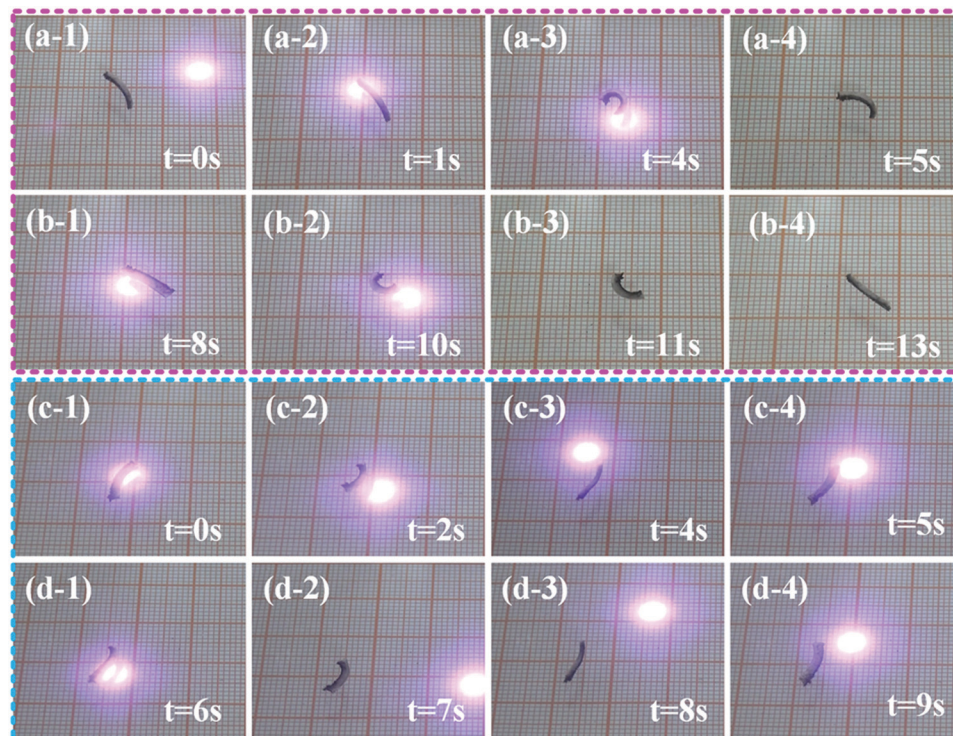 (a-1)
(a-2)
(a-3)
(a-4)
t=0s
t=1s
t=4s
t=5s
(b-1)
(b-2)
(b-3)
(b-4)
t=8s
t=10s
t=11s
t=13s
(c-1)
(c-2)
(c-3)
(c-4)
t=0s
t=2s
t=4s
t=5s
(d-1)
(d-2)
(d-3)
(d-4)
t=6s
t=7s
t=8s
t=9s